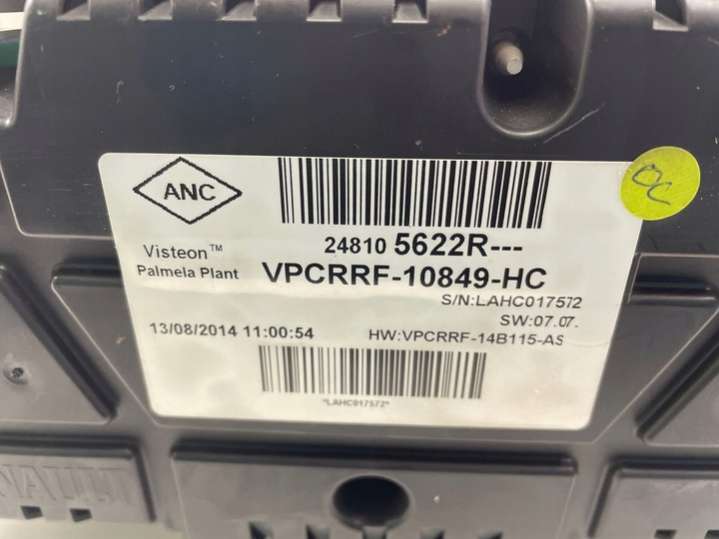 ANC
24810 5622R---
Visteon™
Palmela Plant
VPCRRF-10849-HC
S/N:LAHC017572
SW:07.07.
13/08/2014 11:00:54
HW:VPCRRF-14B115-AS
*LAHC017572*
OC